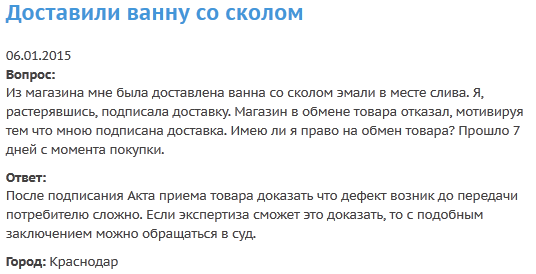 Доставили ванну со сколом
06.01.2015
Вопрос:
Из магазина мне была доставлена ванна со сколом эмали в месте слива. Я,
растерявшись, подписала доставку. Магазин в обмене товара отказал, мотивируя
тем что мною подписана доставка. Имею ли я право на обмен товара? Прошло 7
дней с момента покупки.
Ответ:
После подписания Акта приема товара доказать что дефект возник до передачи
потребителю сложно. Если экспертиза сможет это доказать, то с подобным
заключением можно обращаться в суд.
Город: Краснодар